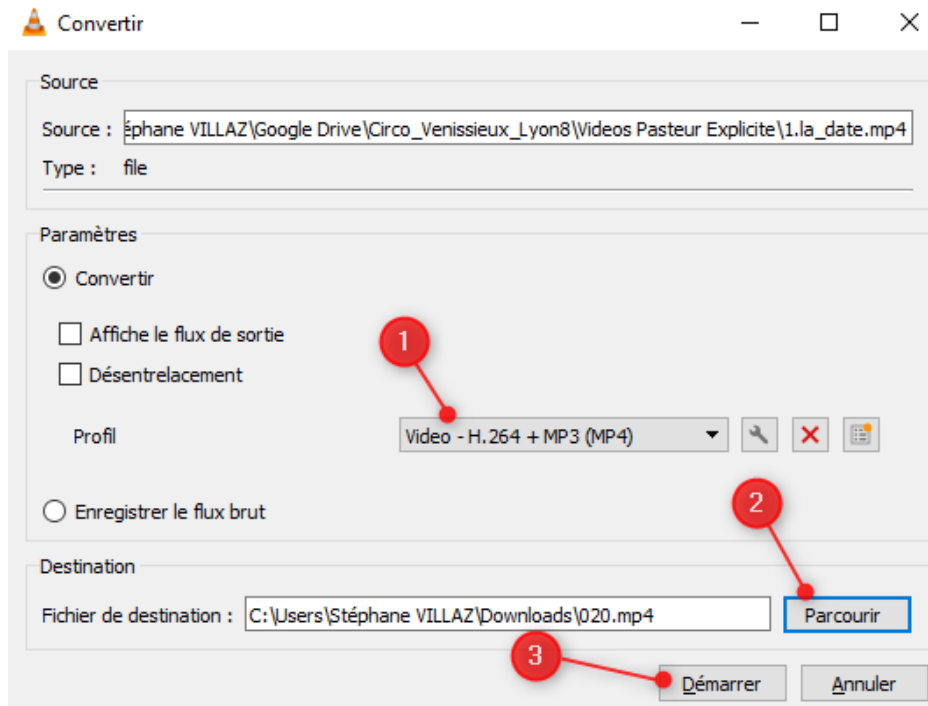 Convertir
Source
Source : éphane VILLAZ\Google Drive\Circo_Venissieux_Lyon8\Videos Pasteur Explicite\1.la_date.mp4
Type : file
Paramètres
Convertir
Affiche le flux de sortie
1
Désentrelacement
Profil Video - H.264 + MP3 (MP4)
Enregistrer le flux brut
2
Destination
Fichier de destination : C:\Users\Stéphane VILLAZ\Downloads\020.mp4 Parcourir
3
Démarrer Annuler